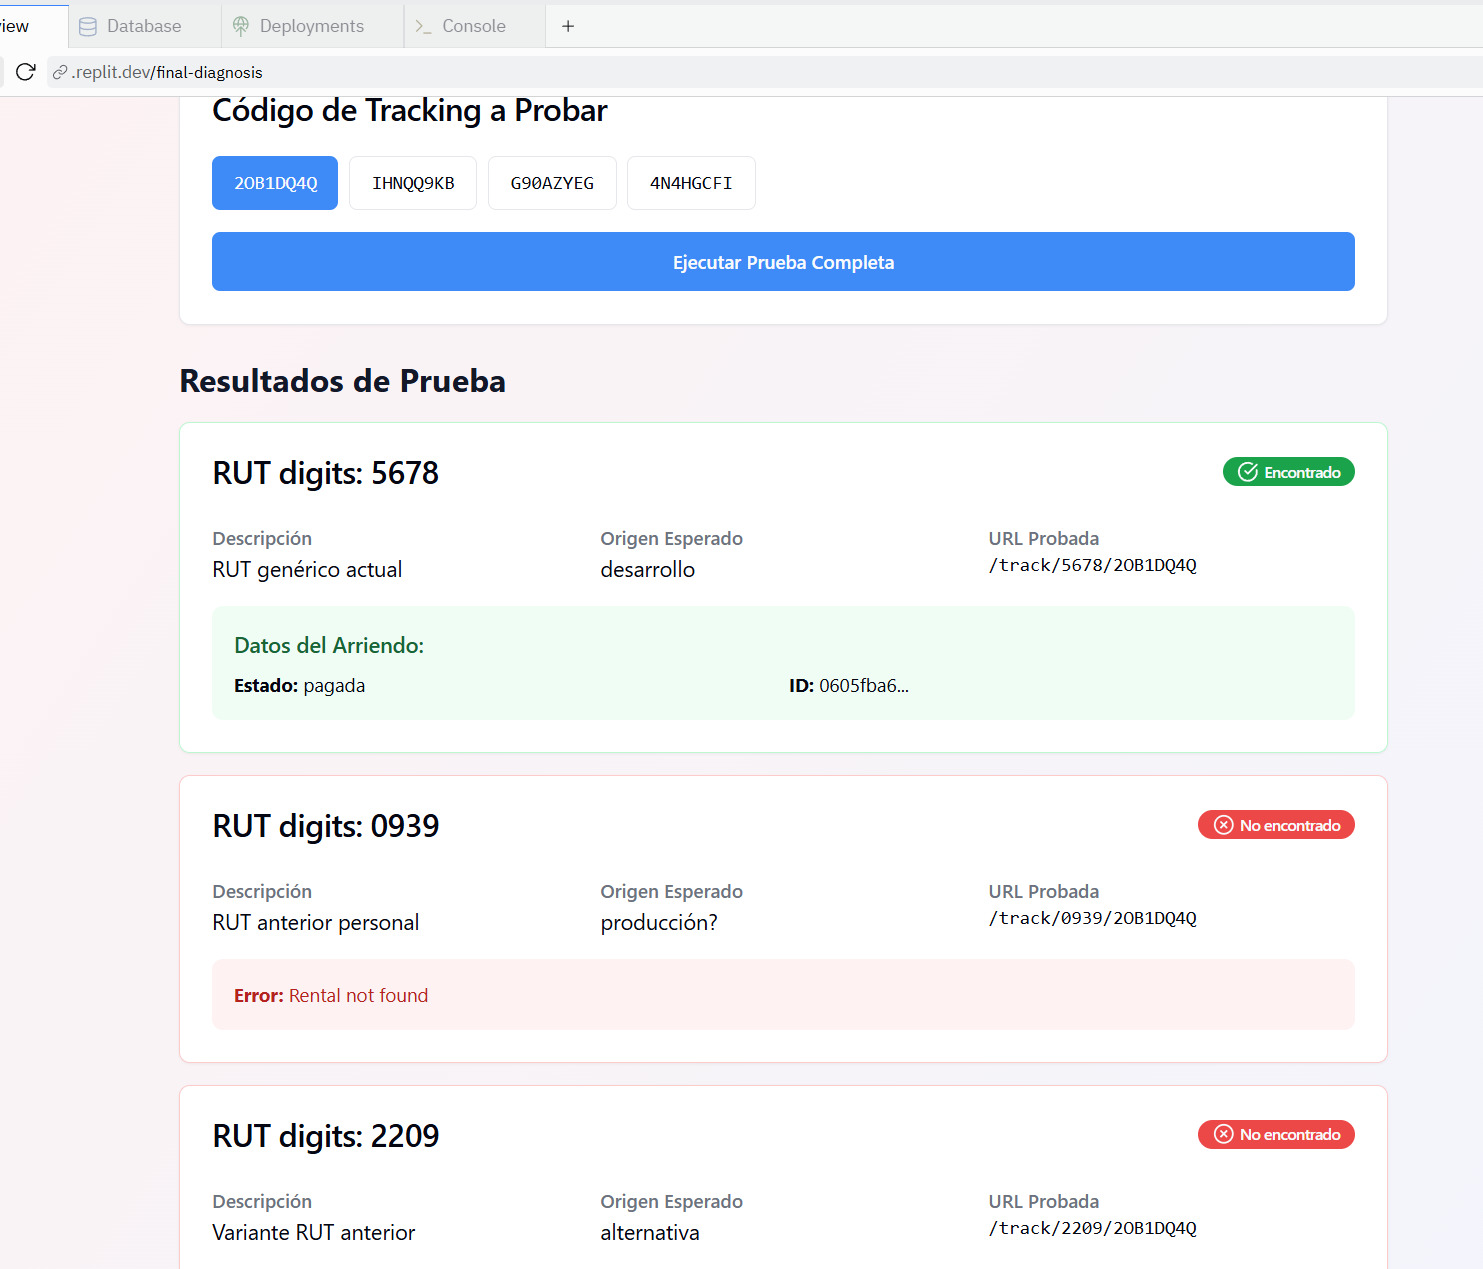 iew
Database
Deployments
Console
.replit.dev/final-diagnosis
Código de Tracking a Probar
2OB1DQ4Q
IHNQQ9KB
G90AZYEG
4N4HGCFI
Ejecutar Prueba Completa
Resultados de Prueba
RUT digits: 5678
Encontrado
Descripción
Origen Esperado
URL Probada
RUT genérico actual
desarrollo
/track/5678/2OB1DQ4Q
Datos del Arriendo:
Estado: pagada
ID: 0605fba6...
RUT digits: 0939
No encontrado
Descripción
Origen Esperado
URL Probada
RUT anterior personal
producción?
/track/0939/2OB1DQ4Q
Error: Rental not found
RUT digits: 2209
No encontrado
Descripción
Origen Esperado
URL Probada
Variante RUT anterior
alternativa
/track/2209/2OB1DQ4Q